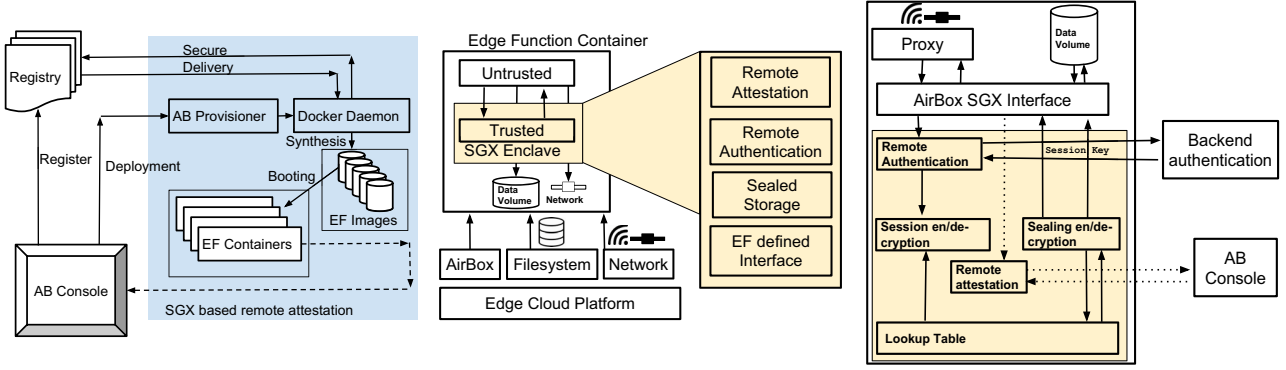 Registry
Secure
Delivery
AB Provisioner
Docker Daemon
Register
Deployment
Synthesis
Booting
EF Images
EF Containers
AB Console
SGX based remote attestation
Edge Function Container
Untrusted
Trusted
SGX Enclave
Data
Volume
Network
AirBox
Filesystem
Network
Edge Cloud Platform
Remote
Attestation
Remote
Authentication
Sealed
Storage
EF defined
Interface
Proxy
Data
Volume
AirBox SGX Interface
Remote
Authentication
Session Key
Backend
authentication
Session en/de-
cryption
Sealing en/de-
cryption
Remote
attestation
AB
Console
Lookup Table